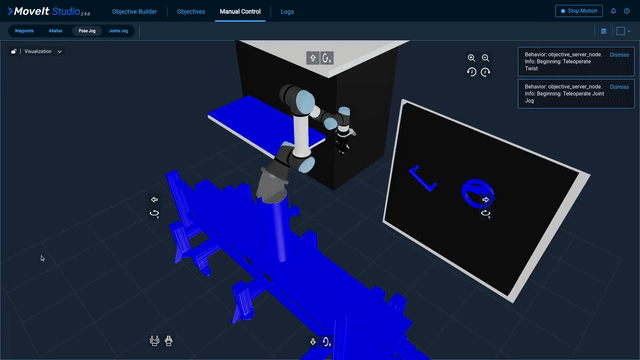 MoveIt Studio 2.4.0
Objective Builder
Objectives
Manual Control
Logs
Stop Motion
Waypoints
Marker
Pose Jog
Joints Jog
Visualization
Behavior: objective_server_node.
Info: Beginning: Teleoperate
Twist
Dismiss
Behavior: objective_server_node.
Info: Beginning: Teleoperate Joint
Jog
Dismiss